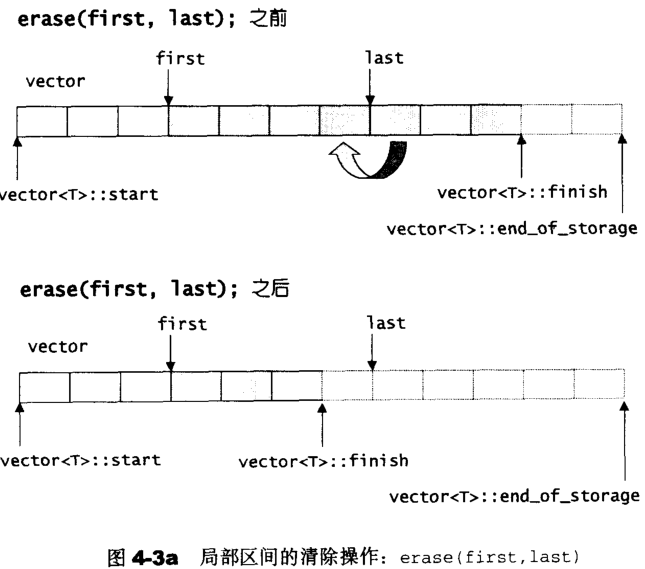 erase(first, last); 之前
first last
vector
vector<T>::start vector<T>::finish
vector<T>::end_of_storage
erase(first, last); 之后
first last
vector
vector<T>::start vector<T>::finish
vector<T>::end_of_storage
图 4-3a 局部区间的清除操作: erase(first,last)